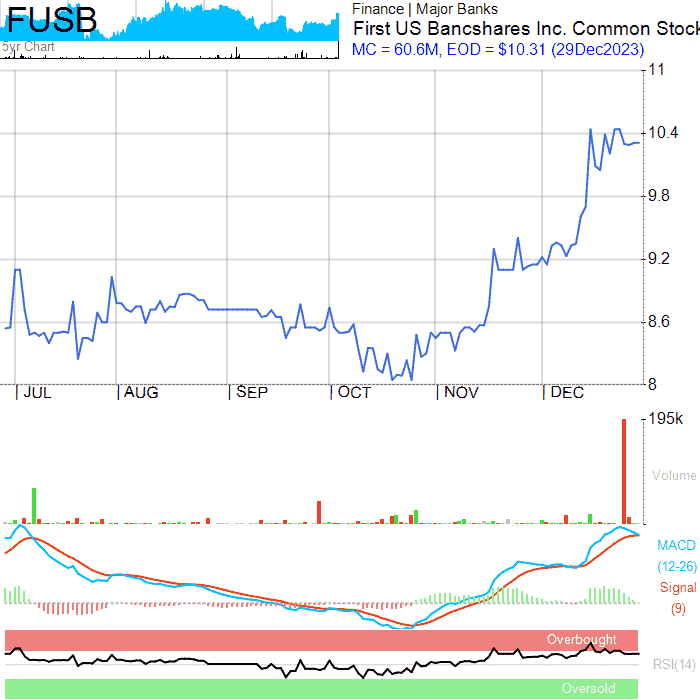 FUSB
5yr Chart
Finance | Major Banks
First US Bancshares Inc. Common Stock
MC = 60.6M, EOD = $10.31 (29Dec2023)
11
10.4
9.8
9.2
8.6
8
JUL
AUG
SEP
OCT
NOV
DEC
195k
Volume
MACD
(12-26)
Signal
(9)
Overbought
RSI(14)
Oversold